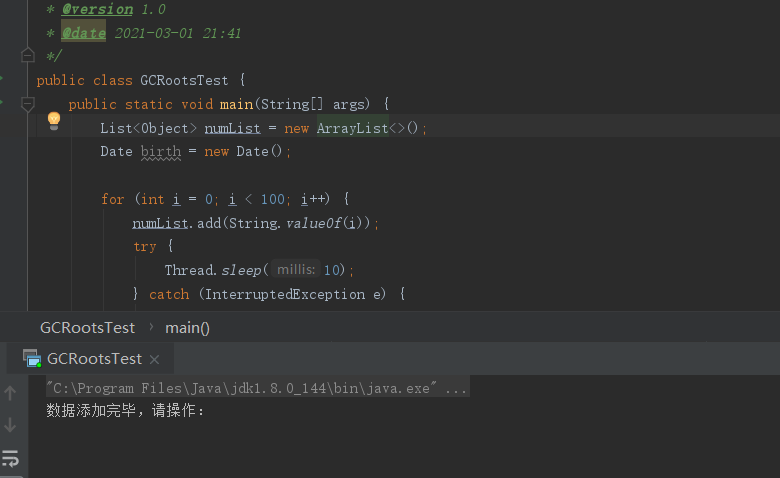 * @version 1.0
* @date 2021-03-01 21:41
*/
public class GCRootsTest {
public static void main(String[] args) {
List<Object> numList = new ArrayList<>();
Date birth = new Date();
for (int i = 0; i < 100; i++) {
numList.add(String.valueOf(i));
try {
Thread.sleep( millis: 10);
} catch (InterruptedException e) {
GCRootsTest › main()
GCRootsTest ×
"C:\Program Files\Java\jdk1.8.0_144\bin\java.exe" ...
数据添加完毕，请操作：